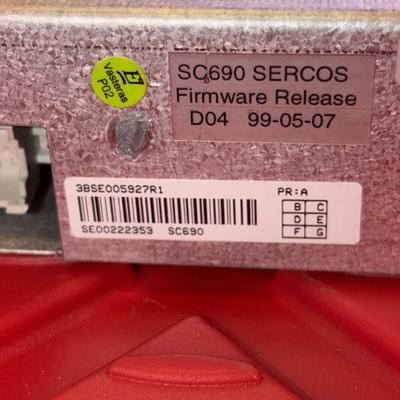 Västerås
P02
SC690 SERCOS
Firmware Release
D04 99-05-07
3BSE005927R1
PR:A
B C
D E
F G
SE00222353 SC690